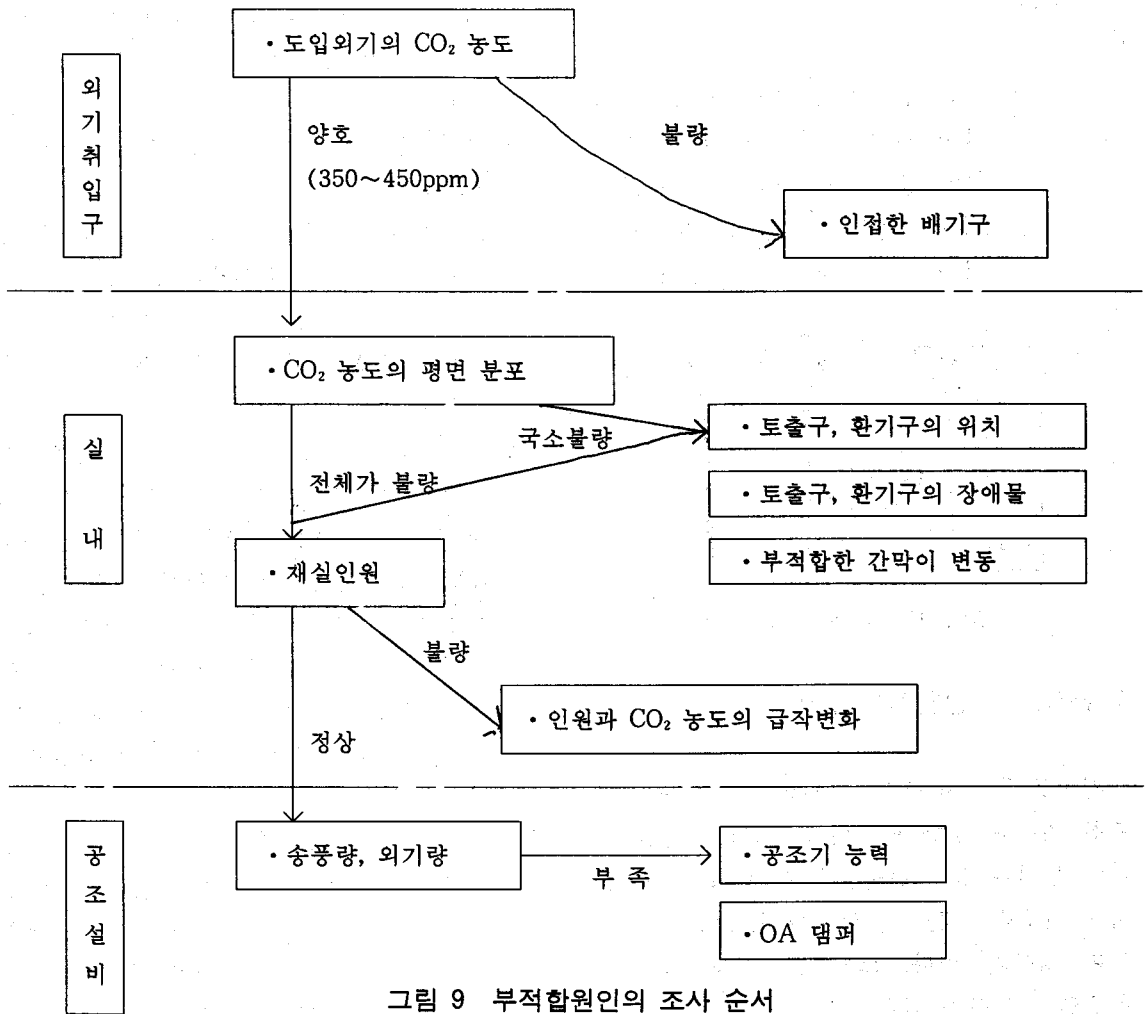 외기취입구
· 도입외기의 CO₂ 농도
양호
(350~450ppm)
불량
· 인접한 배기구
실내
· CO₂ 농도의 평면 분포
국소불량
전체가 불량
· 토출구, 환기구의 위치
· 토출구, 환기구의 장애물
· 부적합한 간막이 변동
· 재실인원
불량
· 인원과 CO₂ 농도의 급작변화
정상
공조설비
· 송풍량, 외기량
부 족
· 공조기 능력
· OA 댐퍼
그림 9 부적합원인의 조사 순서